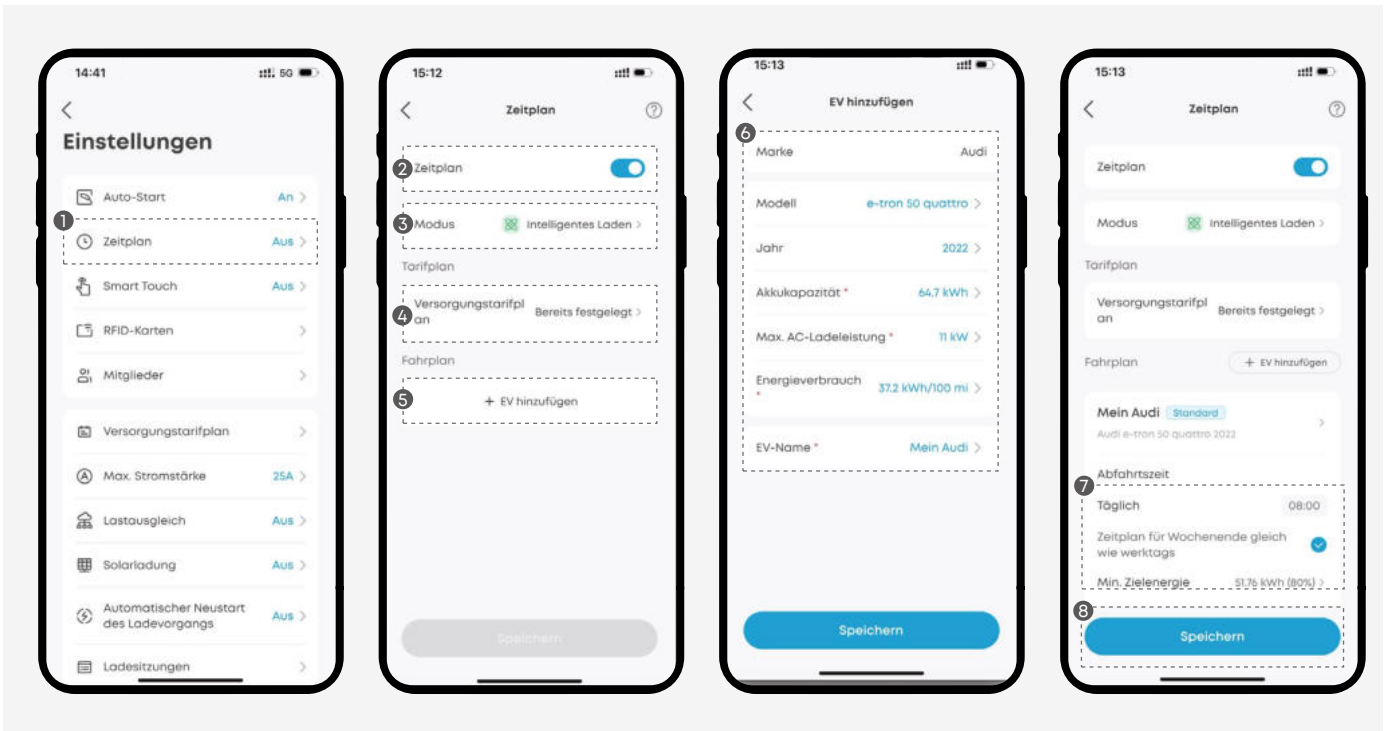 14:41
5G
Einstellungen
Auto-Start An
1
Zeitplan Aus
Smart Touch Aus
RFID-Karten
Mitglieder
Versorgungstarifplan
Max. Stromstärke 25A
Lastausgleich Aus
Solarladung Aus
Automatischer Neustart
des Ladevorgangs Aus
Ladesitzungen
15:12
Zeitplan ?
2 Zeitplan
3 Modus Intelligentes Laden
Tarifplan
4 Versorgungstarifpl
an Bereits festgelegt
Fahrplan
5 + EV hinzufügen
Speichern
15:13
EV hinzufügen
6
Marke Audi
Modell e-tron 50 quattro
Jahr 2022
Akkukapazität * 64,7 kWh
Max. AC-Ladeleistung * 11 kW
Energieverbrauch
* 37.2 kWh/100 mi
EV-Name * Mein Audi
Speichern
15:13
Zeitplan ?
Zeitplan
Modus Intelligentes Laden
Tarifplan
Versorgungstarifpl
an Bereits festgelegt
Fahrplan + EV hinzufügen
Mein Audi Standard
Audi e-tron 50 quattro 2022
Abfahrtszeit
7
Täglich 08:00
Zeitplan für Wochenende gleich
wie werktags
Min. Zielenergie 51.76 kWh (80%)
8
Speichern